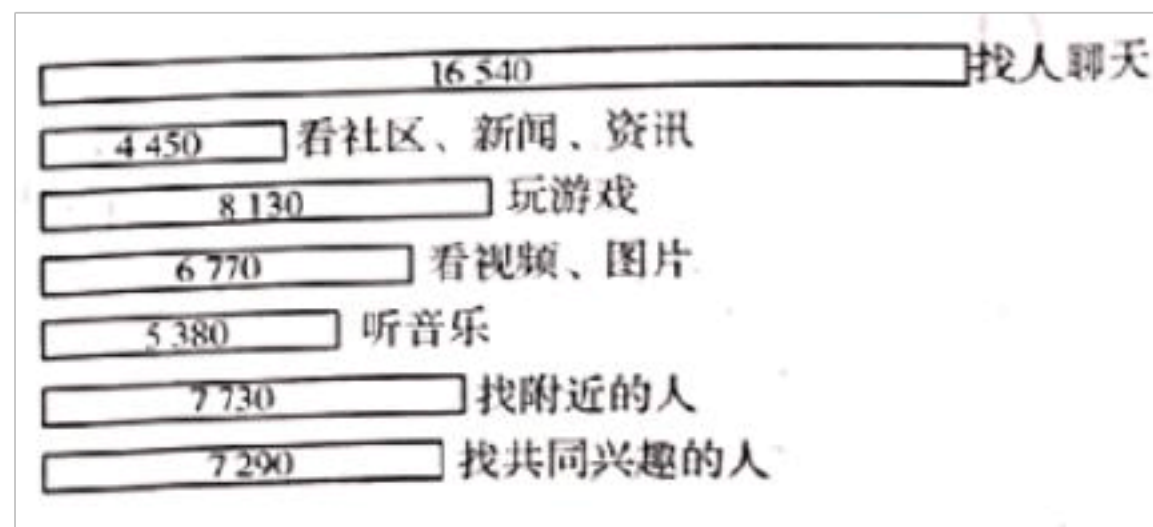 16 540 找人聊天
4 450 看社区、新闻、资讯
8 130 玩游戏
6 770 看视频、图片
5 380 听音乐
7 730 找附近的人
7 290 找共同兴趣的人